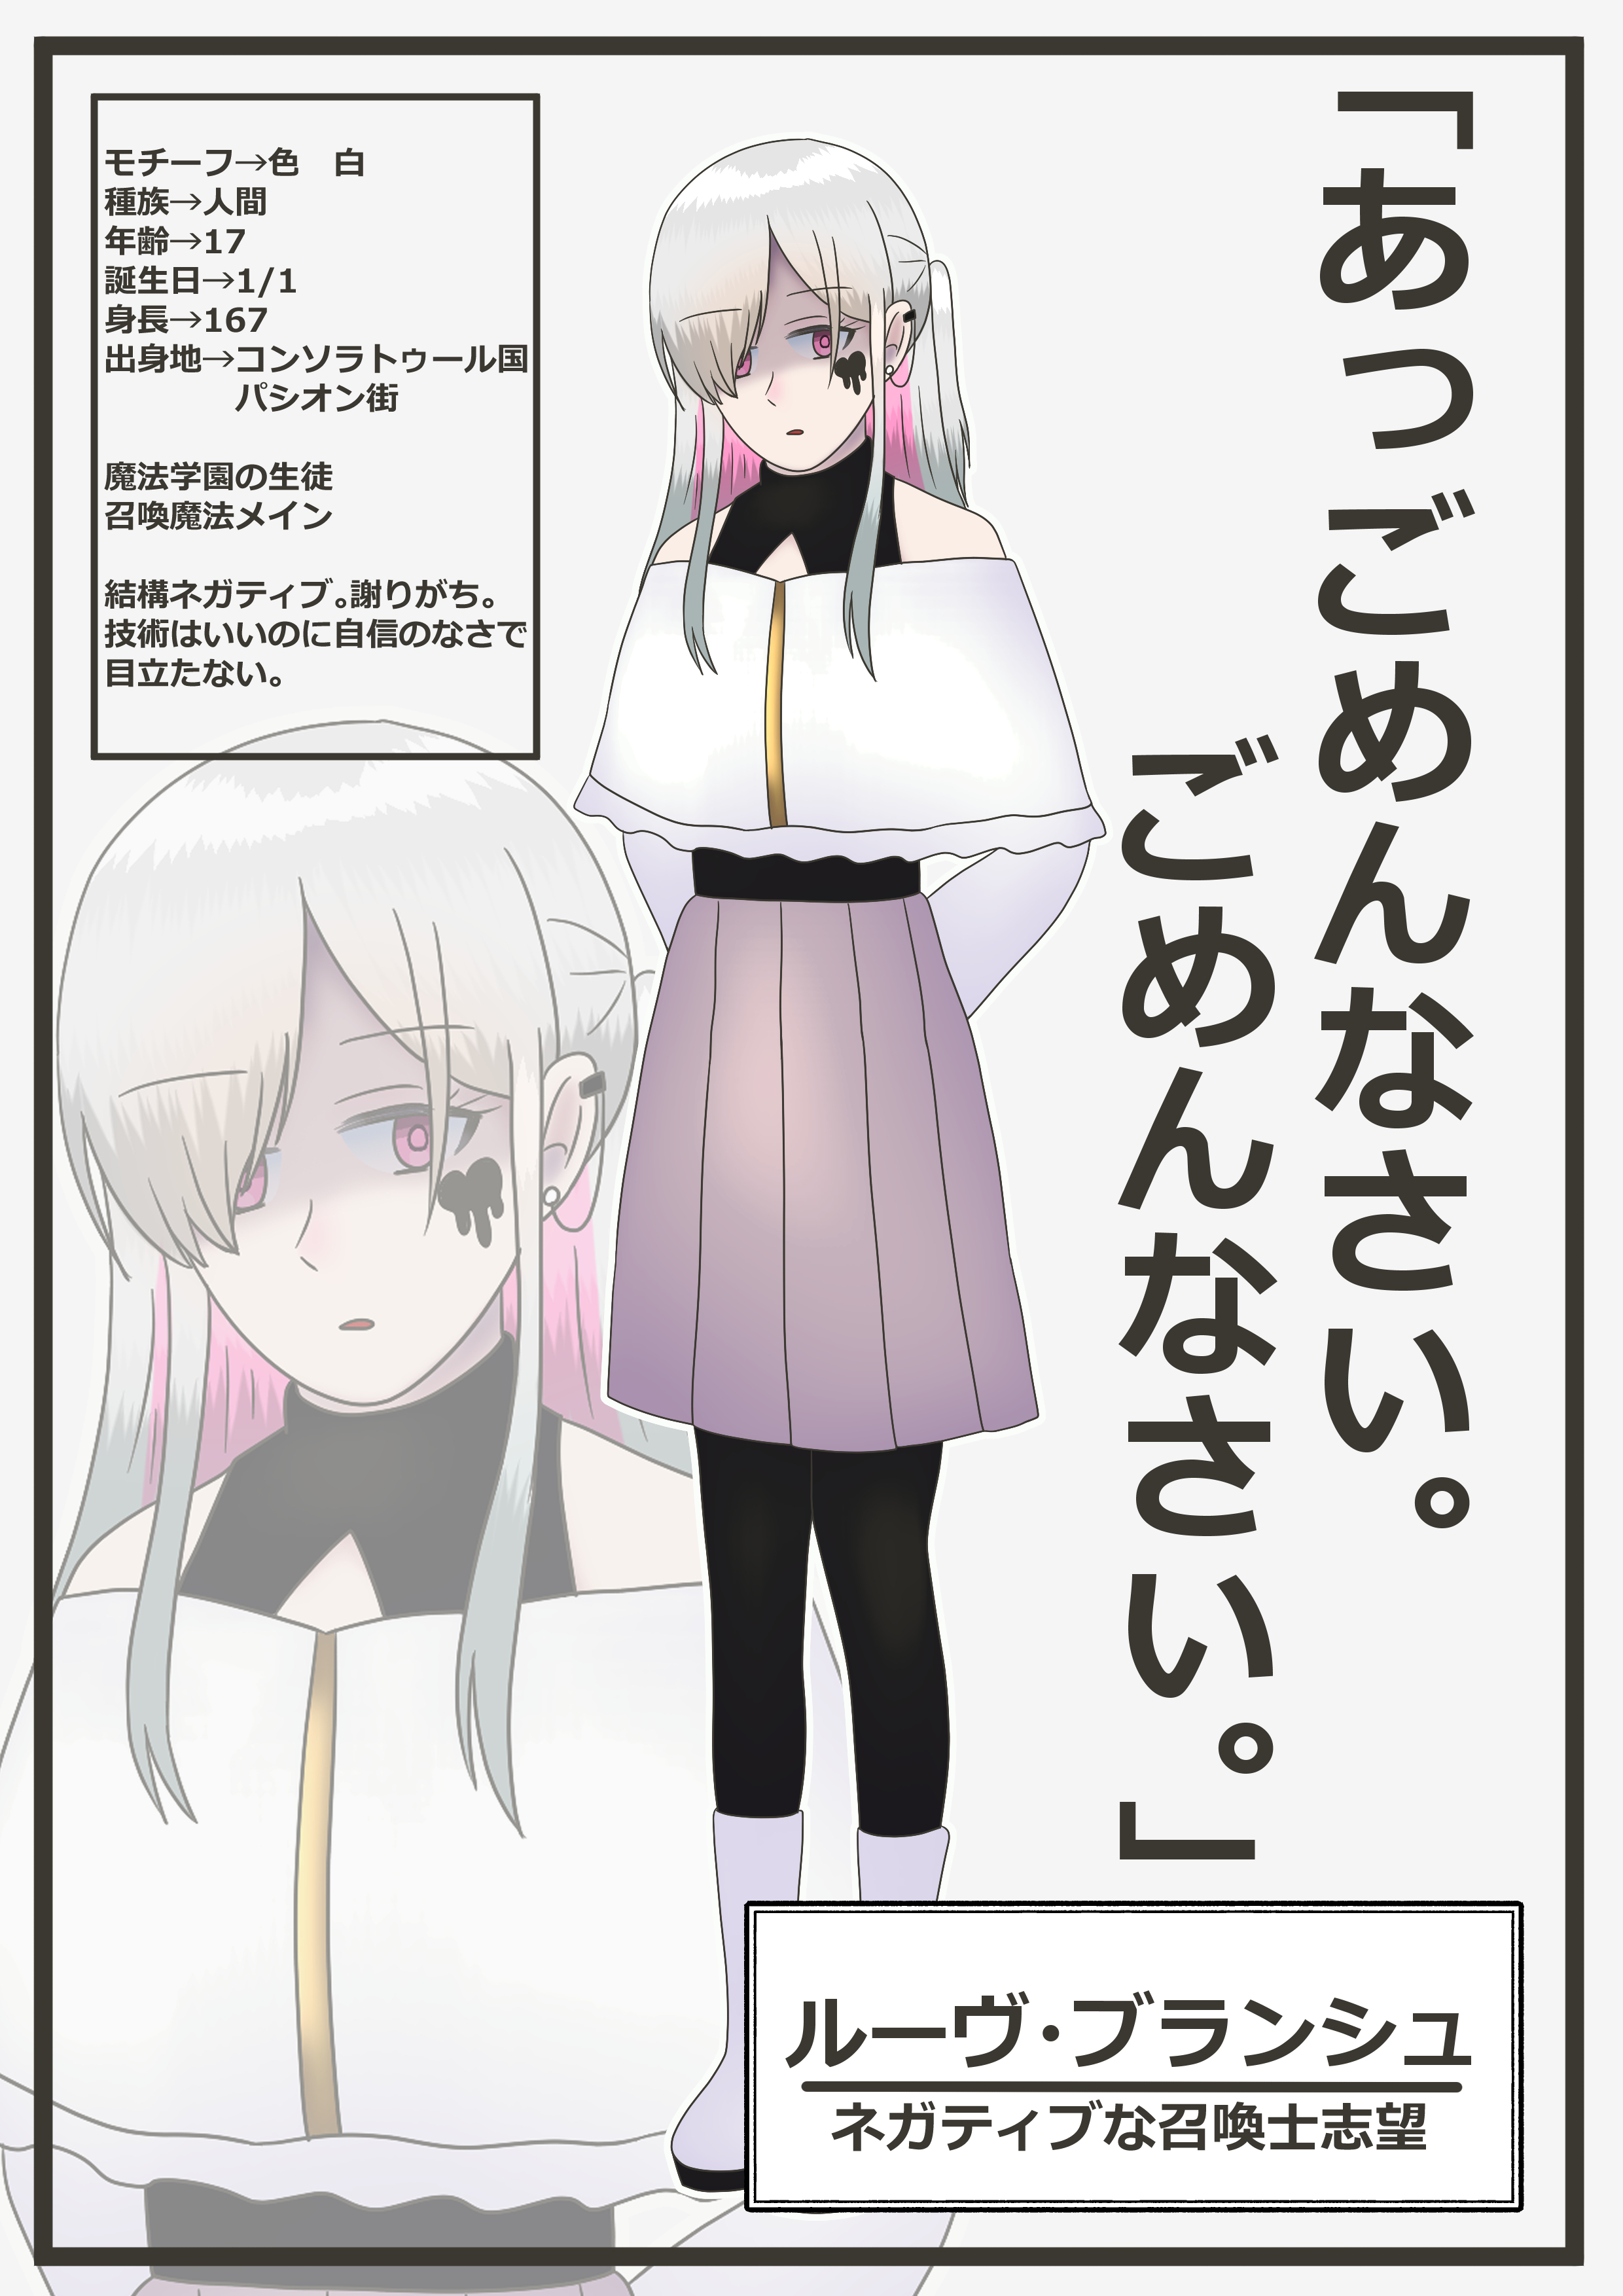 「あっごめんなさい。
ごめんなさい。」
モチーフ→色　白
種族→人間
年齢→17
誕生日→1/1
身長→167
出身地→コンソラトゥール国
パシオン街
魔法学園の生徒
召喚魔法メイン
結構ネガティブ。謝りがち。
技術はいいのに自信のなさで
目立たない。
ルーヴ・ブランシュ
ネガティブな召喚士志望